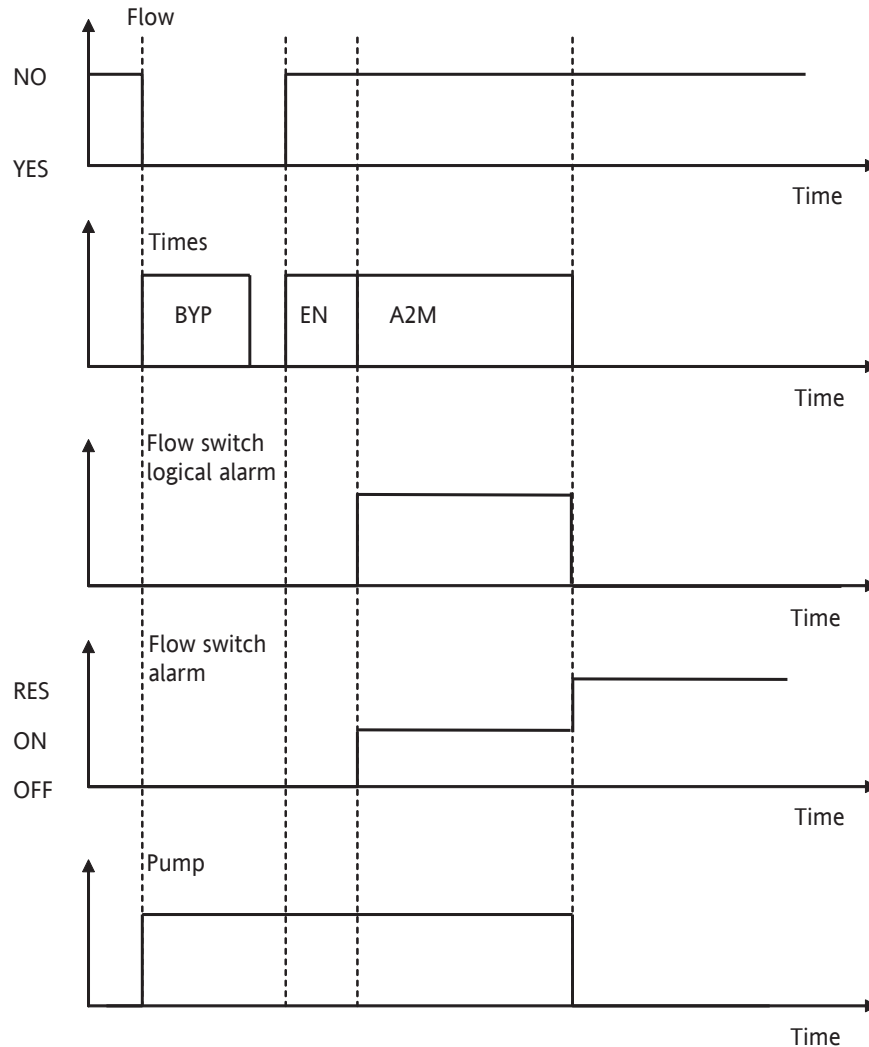 Flow
NO
YES
Time
Times
BYP
EN
A2M
Time
Flow switch
logical alarm
Time
Flow switch
alarm
RES
ON
OFF
Time
Pump
Time